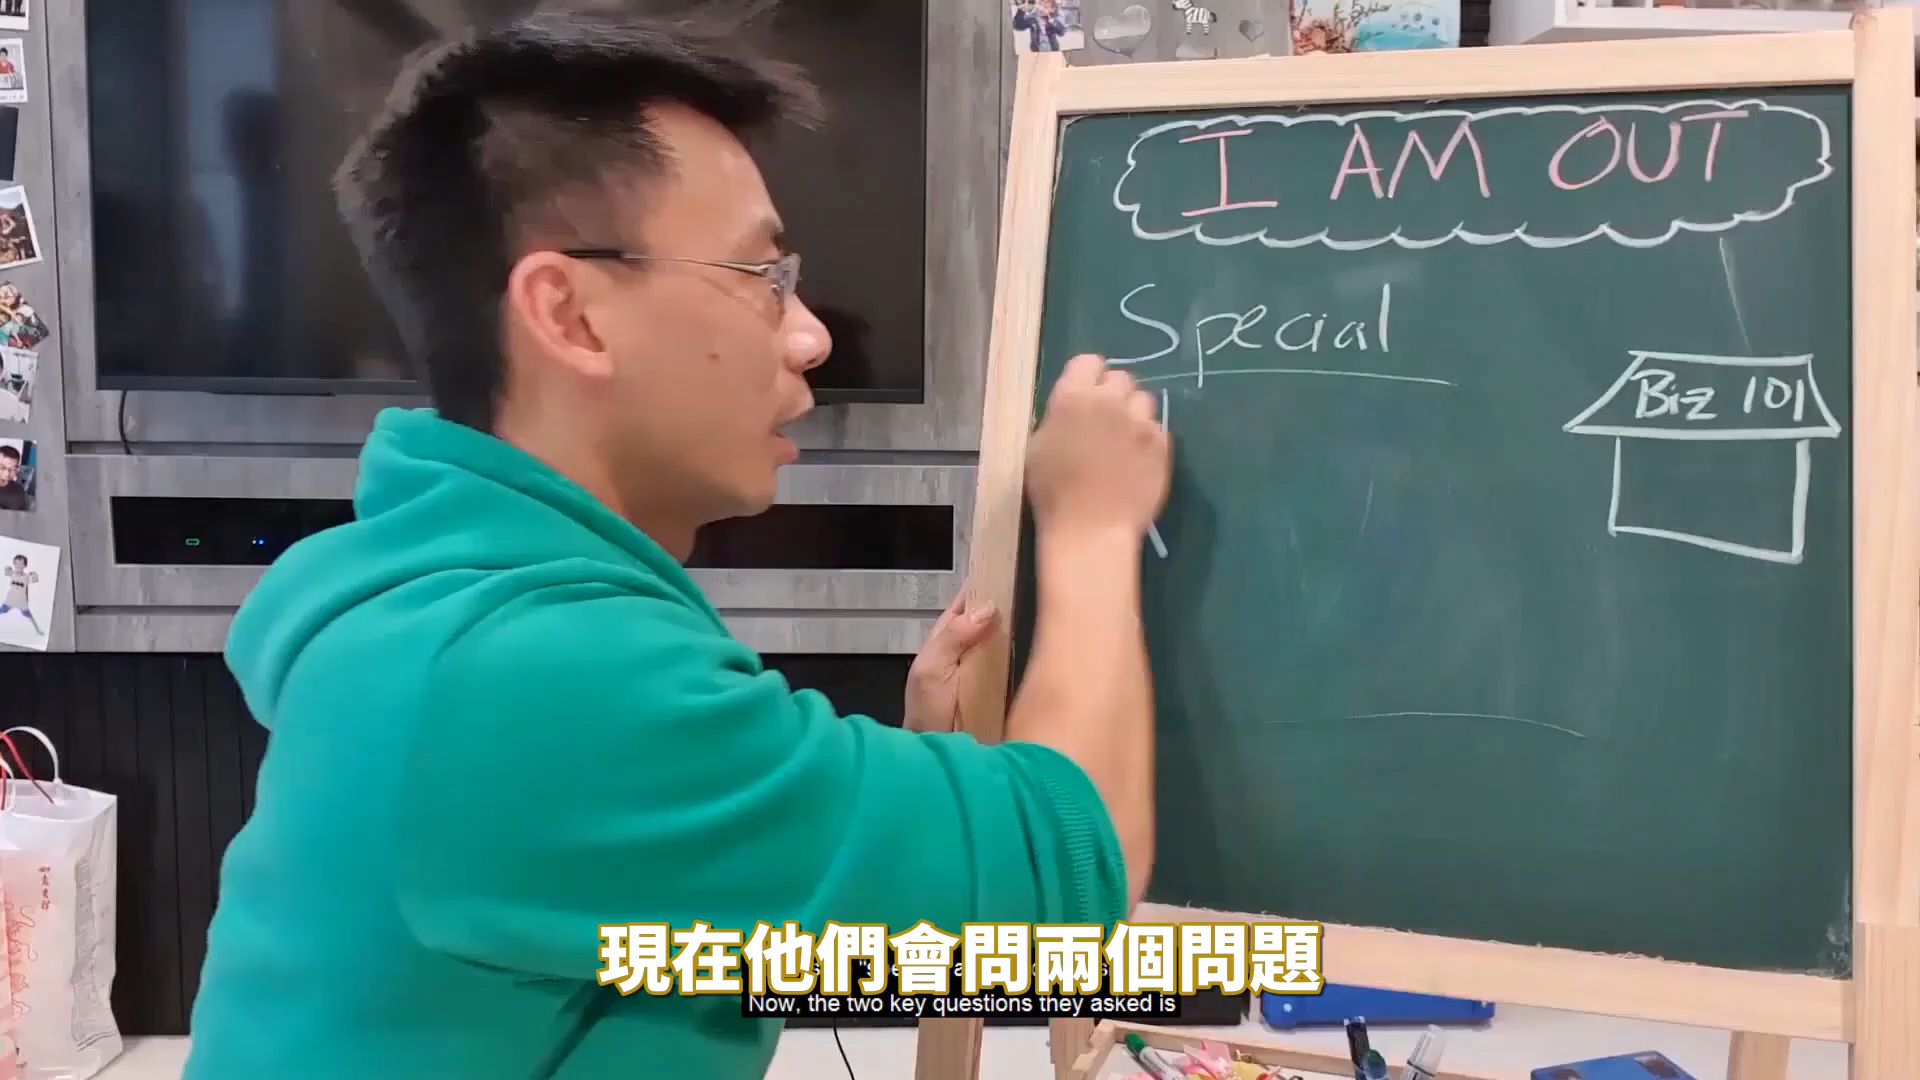 I AM OUT
Special
Biz 101
現在他們會問兩個問題
Now, the two key questions they asked is